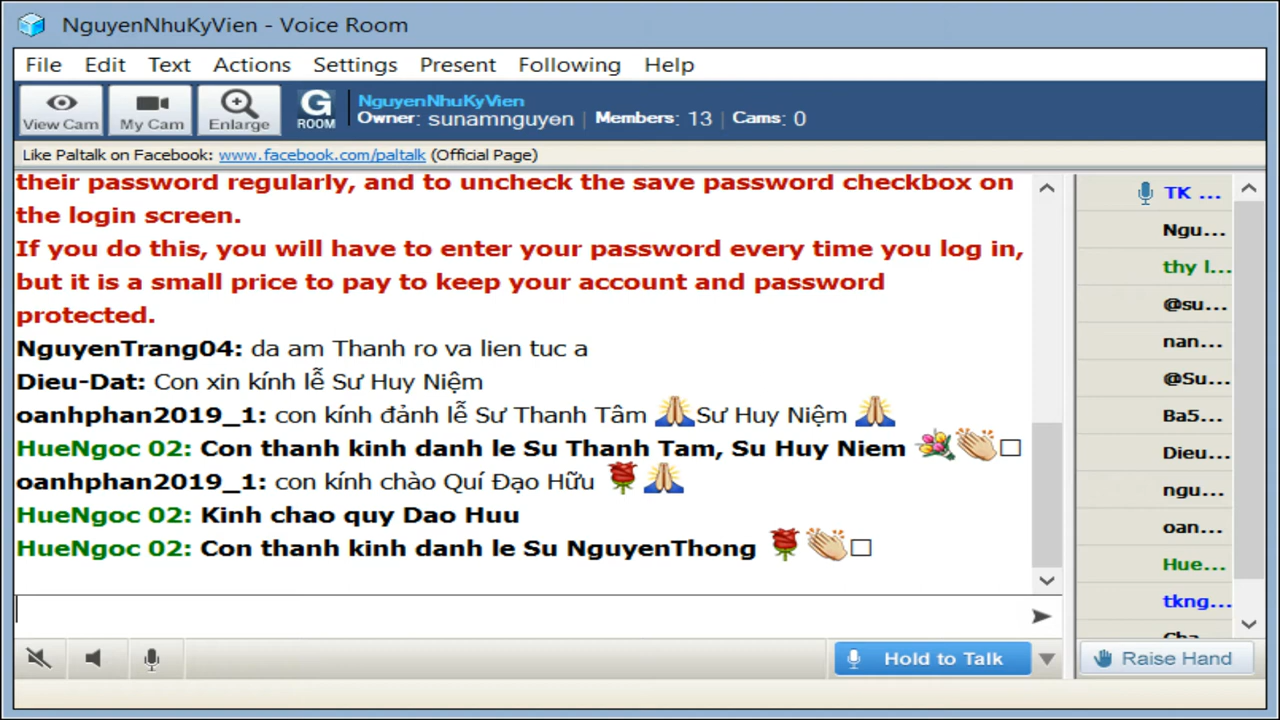 NguyenNhuKyVien - Voice Room
File Edit Text Actions Settings Present Following Help
View Cam
My Cam
Enlarge
G
ROOM
NguyenNhuKyVien
Owner: sunamnguyen Members: 13 Cams: 0
Like Paltalk on Facebook: www.facebook.com/paltalk (Official Page)
their password regularly, and to uncheck the save password checkbox on
the login screen.
If you do this, you will have to enter your password every time you log in,
but it is a small price to pay to keep your account and password
protected.
NguyenTrang04: da am Thanh ro va lien tuc a
Dieu-Dat: Con xin kính lễ Sư Huy Niệm
oanhphan2019_1: con kính đảnh lễ Sư Thanh Tâm 🙏Sư Huy Niệm 🙏
HueNgoc 02: Con thanh kinh danh le Su Thanh Tam, Su Huy Niem 💐👏□
oanhphan2019_1: con kính chào Quí Đạo Hữu 🌹🙏
HueNgoc 02: Kinh chao quy Dao Huu
HueNgoc 02: Con thanh kinh danh le Su NguyenThong 🌹👏□
TK ...
Ngu...
thy l...
@su...
nan...
@Su...
Ba5...
Dieu...
ngu...
oan...
Hue...
tkng...
Hold to Talk
Raise Hand